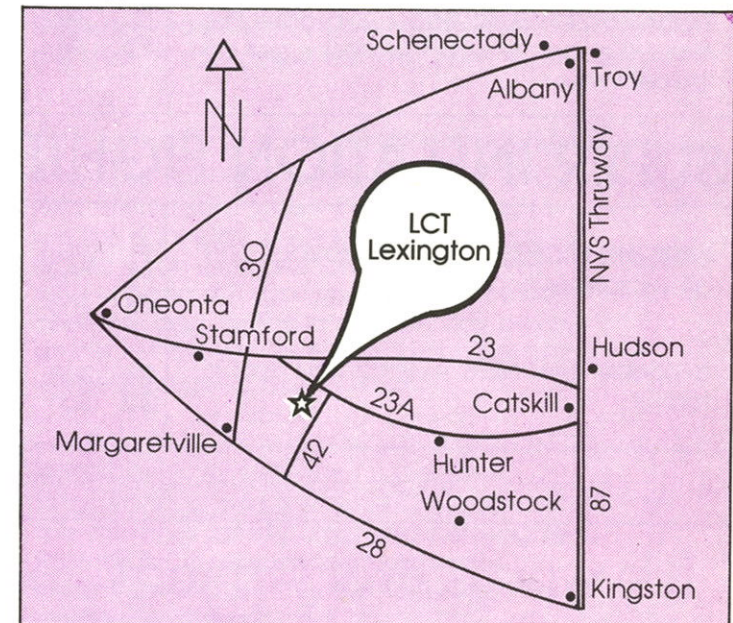 Schenectady
Albany
Troy
N
NYS Thruway
LCT
Lexington
30
Oneonta
Stamford
23
Hudson
23A
Catskill
Margaretville
42
Hunter
Woodstock
87
28
Kingston